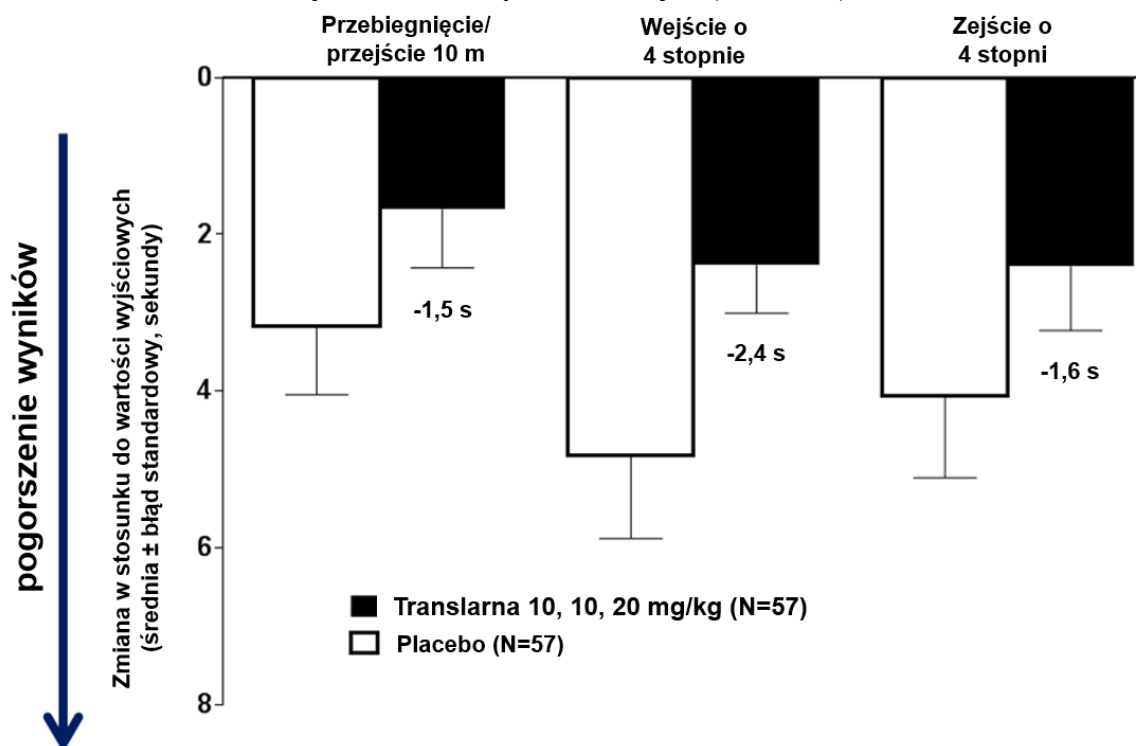 Przebiegnięcie/
przejście 10 m
Wejście o
4 stopnie
Zejście o
4 stopni
0
2
4
6
8
pogorszenie wyników
Zmiana w stosunku do wartości wyjściowych
(średnia ± błąd standardowy, sekundy)
-1,5 s
-2,4 s
-1,6 s
Translarna 10, 10, 20 mg/kg (N=57)
Placebo (N=57)